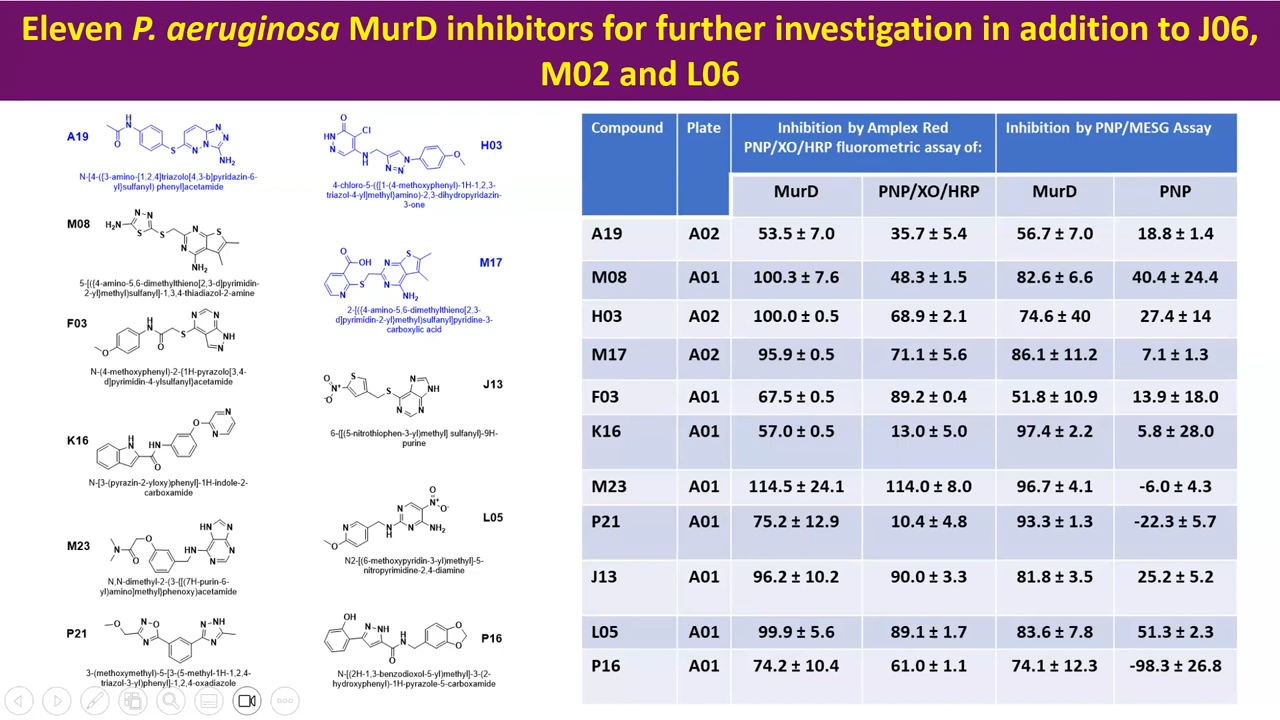 Eleven P. aeruginosa MurD inhibitors for further investigation in addition to J06,
M02 and L06
A19
N-[4-({3-amino-[1,2,4]triazolo[4,3-b]pyridazin-6-
yl}sulfanyl) phenyl]acetamide
M08
5-[({4-amino-5,6-dimethylthieno[2,3-d]pyrimidin-
2-yl}methyl)sulfanyl]-1,3,4-thiadiazol-2-amine
F03
N-(4-methoxyphenyl)-2-{1H-pyrazolo[3,4-
d]pyrimidin-4-ylsulfanyl}acetamide
K16
N-[3-(pyrazin-2-yloxy)phenyl]-1H-indole-2-
carboxamide
M23
N,N-dimethyl-2-(3-{[(7H-purin-6-
yl)amino]methyl}phenoxy)acetamide
P21
3-(methoxymethyl)-5-[3-(5-methyl-1H-1,2,4-
triazol-3-yl)phenyl]-1,2,4-oxadiazole
H03
4-chloro-5-({[1-(4-methoxyphenyl)-1H-1,2,3-
triazol-4-yl]methyl}amino)-2,3-dihydropyridazin-
3-one
M17
2-[({4-amino-5,6-dimethylthieno[2,3-
d]pyrimidin-2-yl}methyl)sulfanyl]pyridine-3-
carboxylic acid
J13
6-{[(5-nitrothiophen-3-yl)methyl] sulfanyl}-9H-
purine
L05
N2-[(6-methoxypyridin-3-yl)methyl]-5-
nitropyrimidine-2,4-diamine
P16
N-[(2H-1,3-benzodioxol-5-yl)methyl]-3-(2-
hydroxyphenyl)-1H-pyrazole-5-carboxamide
Compound Plate Inhibition by Amplex Red Inhibition by PNP/MESG Assay
PNP/XO/HRP fluorometric assay of:
MurD PNP/XO/HRP MurD PNP
A19 A02 53.5 ± 7.0 35.7 ± 5.4 56.7 ± 7.0 18.8 ± 1.4
M08 A01 100.3 ± 7.6 48.3 ± 1.5 82.6 ± 6.6 40.4 ± 24.4
H03 A02 100.0 ± 0.5 68.9 ± 2.1 74.6 ± 40 27.4 ± 14
M17 A02 95.9 ± 0.5 71.1 ± 5.6 86.1 ± 11.2 7.1 ± 1.3
F03 A01 67.5 ± 0.5 89.2 ± 0.4 51.8 ± 10.9 13.9 ± 18.0
K16 A01 57.0 ± 0.5 13.0 ± 5.0 97.4 ± 2.2 5.8 ± 28.0
M23 A01 114.5 ± 24.1 114.0 ± 8.0 96.7 ± 4.1 -6.0 ± 4.3
P21 A01 75.2 ± 12.9 10.4 ± 4.8 93.3 ± 1.3 -22.3 ± 5.7
J13 A01 96.2 ± 10.2 90.0 ± 3.3 81.8 ± 3.5 25.2 ± 5.2
L05 A01 99.9 ± 5.6 89.1 ± 1.7 83.6 ± 7.8 51.3 ± 2.3
P16 A01 74.2 ± 10.4 61.0 ± 1.1 74.1 ± 12.3 -98.3 ± 26.8